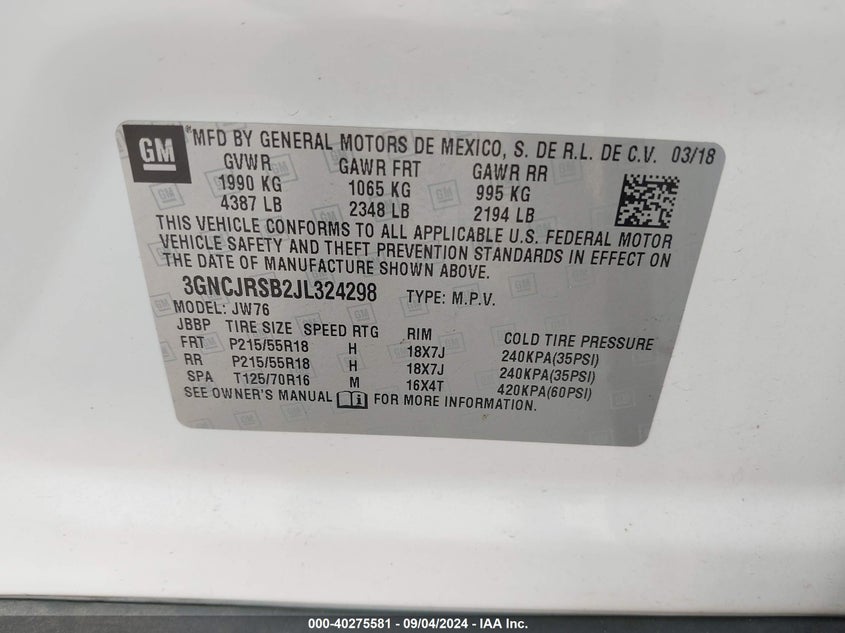 GM
*MFD BY GENERAL MOTORS DE MEXICO, S. DE R.L. DE C.V. 03/18
GVWR GAWR FRT GAWR RR
1990 KG 1065 KG 995 KG
4387 LB 2348 LB 2194 LB
THIS VEHICLE CONFORMS TO ALL APPLICABLE U.S. FEDERAL MOTOR
VEHICLE SAFETY AND THEFT PREVENTION STANDARDS IN EFFECT ON
THE DATE OF MANUFACTURE SHOWN ABOVE.
3GNCJRSB2JL324298 TYPE: M.P.V.
MODEL: JW76
JBBP TIRE SIZE SPEED RTG RIM COLD TIRE PRESSURE
FRT P215/55R18 H 18X7J 240KPA(35PSI)
RR P215/55R18 H 18X7J 240KPA(35PSI)
SPA T125/70R16 M 16X4T 420KPA(60PSI)
SEE OWNER'S MANUAL FOR MORE INFORMATION.
000-40275581 - 09/04/2024 - IAA Inc.